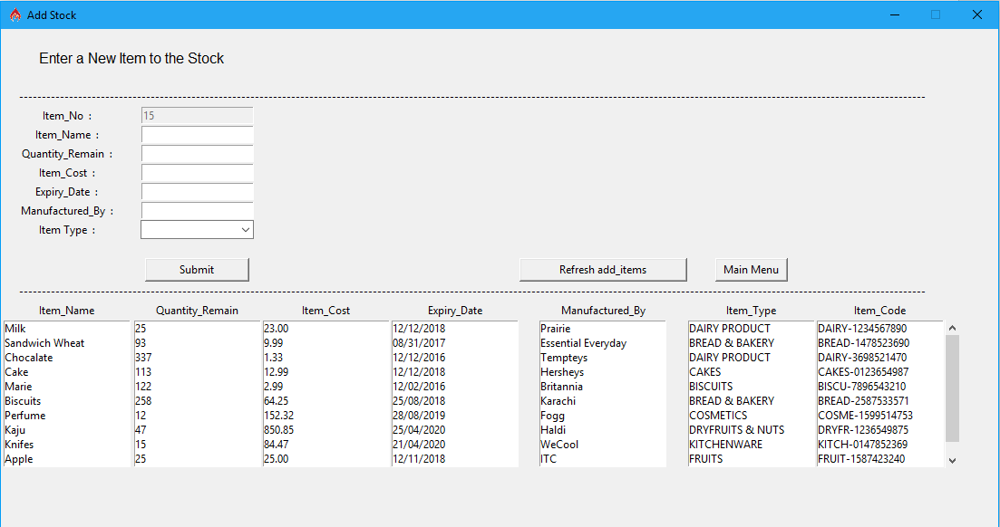 Add Stock
Enter a New Item to the Stock
Item_No : 15
Item_Name :
Quantity_Remain :
Item_Cost :
Expiry_Date :
Manufactured_By :
Item Type :
Submit Refresh add_items Main Menu
Item_Name Quantity_Remain Item_Cost Expiry_Date Manufactured_By Item_Type Item_Code
Milk 25 23.00 12/12/2018 Prairie DAIRY PRODUCT DAIRY-1234567890
Sandwich Wheat 93 9.99 08/31/2017 Essential Everyday BREAD & BAKERY BREAD-1478523690
Chocalate 337 1.33 12/12/2016 Tempteys DAIRY PRODUCT DAIRY-3698521470
Cake 113 12.99 12/12/2018 Hersheys CAKES CAKES-0123654987
Marie 122 2.99 12/02/2016 Britannia BISCUITS BISCU-7896543210
Biscuits 258 64.25 25/08/2018 Karachi BREAD & BAKERY BREAD-2587533571
Perfume 12 152.32 28/08/2019 Fogg COSMETICS COSME-1599514753
Kaju 47 850.85 25/04/2020 Haldi DRYFRUITS & NUTS DRYFR-1236549875
Knifes 15 84.47 21/04/2020 WeCool KITCHENWARE KITCH-0147852369
Apple 25 25.00 12/11/2018 ITC FRUITS FRUIT-1587423240